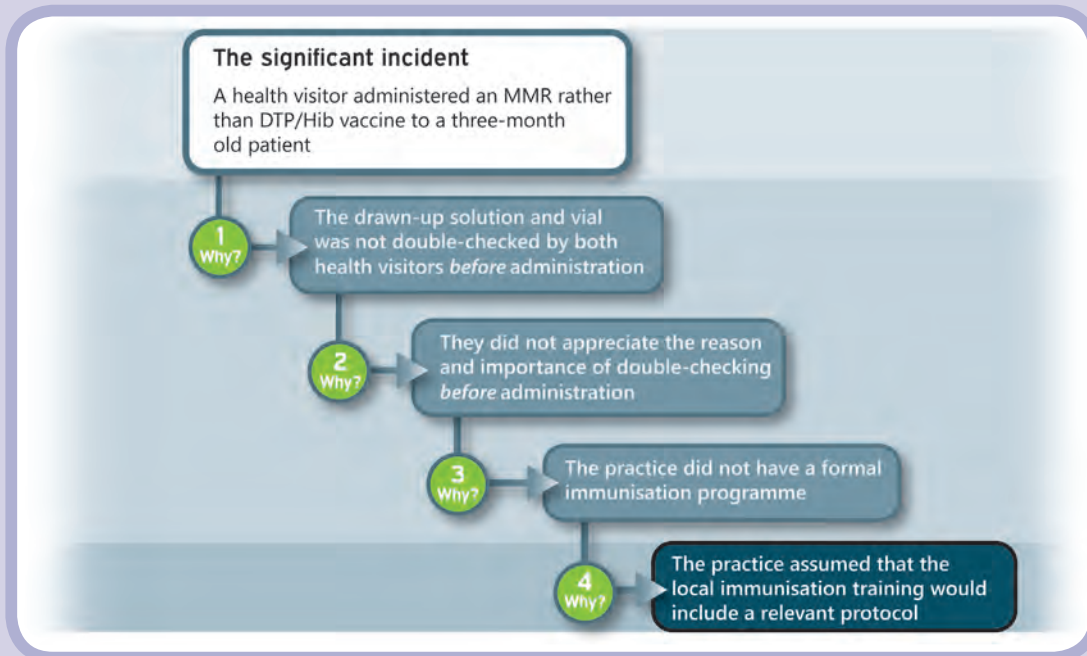 The significant incident
A health visitor administered an MMR rather
than DTP/Hib vaccine to a three-month
old patient
1
Why?
The drawn-up solution and vial
was not double-checked by both
health visitors before administration
2
Why?
They did not appreciate the reason
and importance of double-checking
before administration
3
Why?
The practice did not have a formal
immunisation programme
4
Why?
The practice assumed that the
local immunisation training would
include a relevant protocol